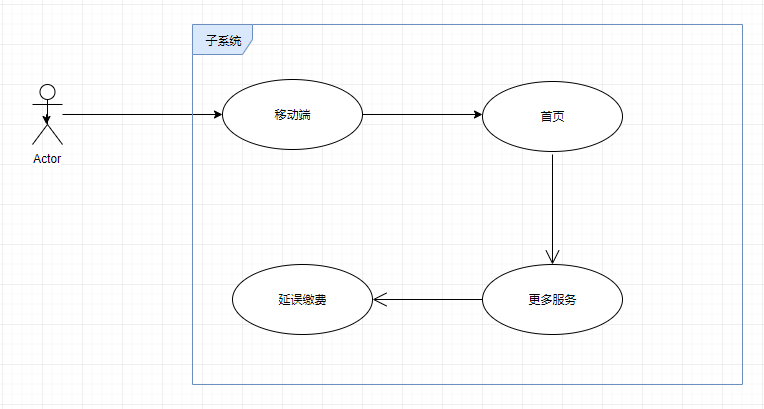 子系统
移动端
首页
Actor
延误缴费
更多服务